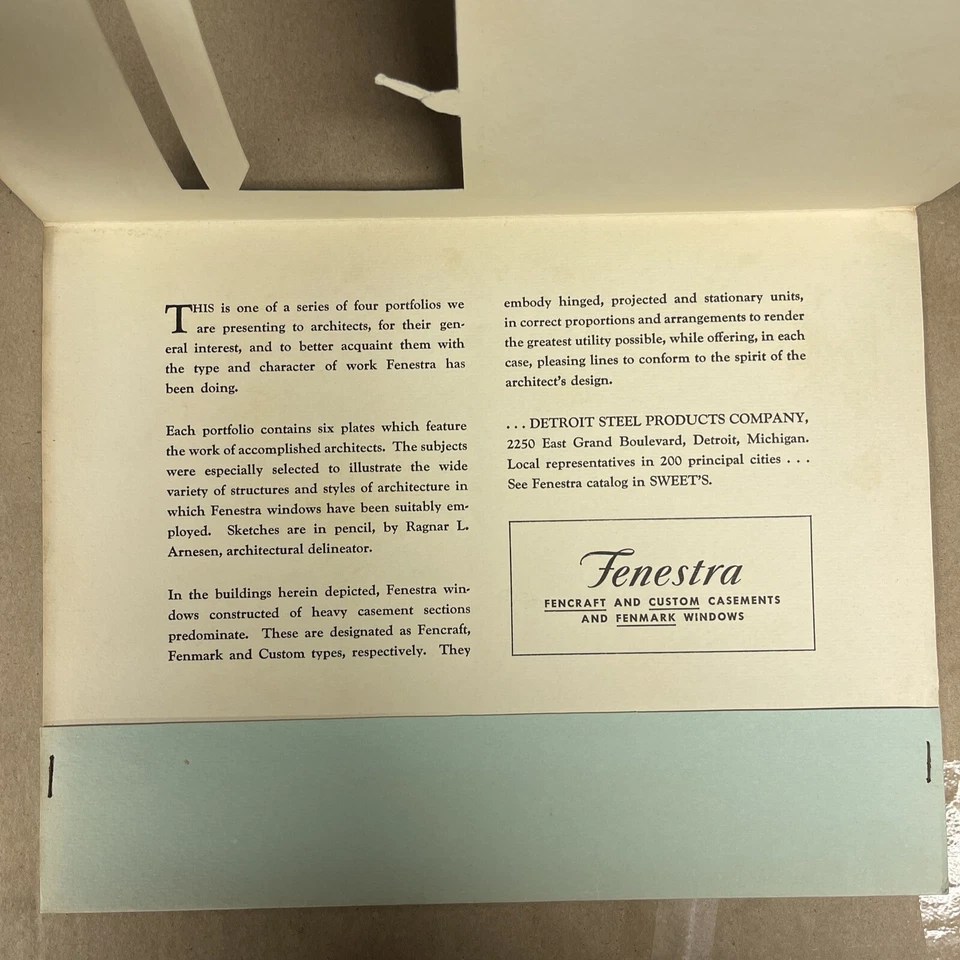 THIS is one of a series of four portfolios we
are presenting to architects, for their gen-
eral interest, and to better acquaint them with
the type and character of work Fenestra has
been doing.
Each portfolio contains six plates which feature
the work of accomplished architects. The subjects
were especially selected to illustrate the wide
variety of structures and styles of architecture in
which Fenestra windows have been suitably em-
ployed. Sketches are in pencil, by Ragnar L.
Arnesen, architectural delineator.
In the buildings herein depicted, Fenestra win-
dows constructed of heavy casement sections
predominate. These are designated as Fencraft,
Fenmark and Custom types, respectively. They
embody hinged, projected and stationary units,
in correct proportions and arrangements to render
the greatest utility possible, while offering, in each
case, pleasing lines to conform to the spirit of the
architect's design.
... DETROIT STEEL PRODUCTS COMPANY,
2250 East Grand Boulevard, Detroit, Michigan.
Local representatives in 200 principal cities ...
See Fenestra catalog in SWEET'S.
Fenestra
FENCRAFT AND CUSTOM CASEMENTS
AND FENMARK WINDOWS